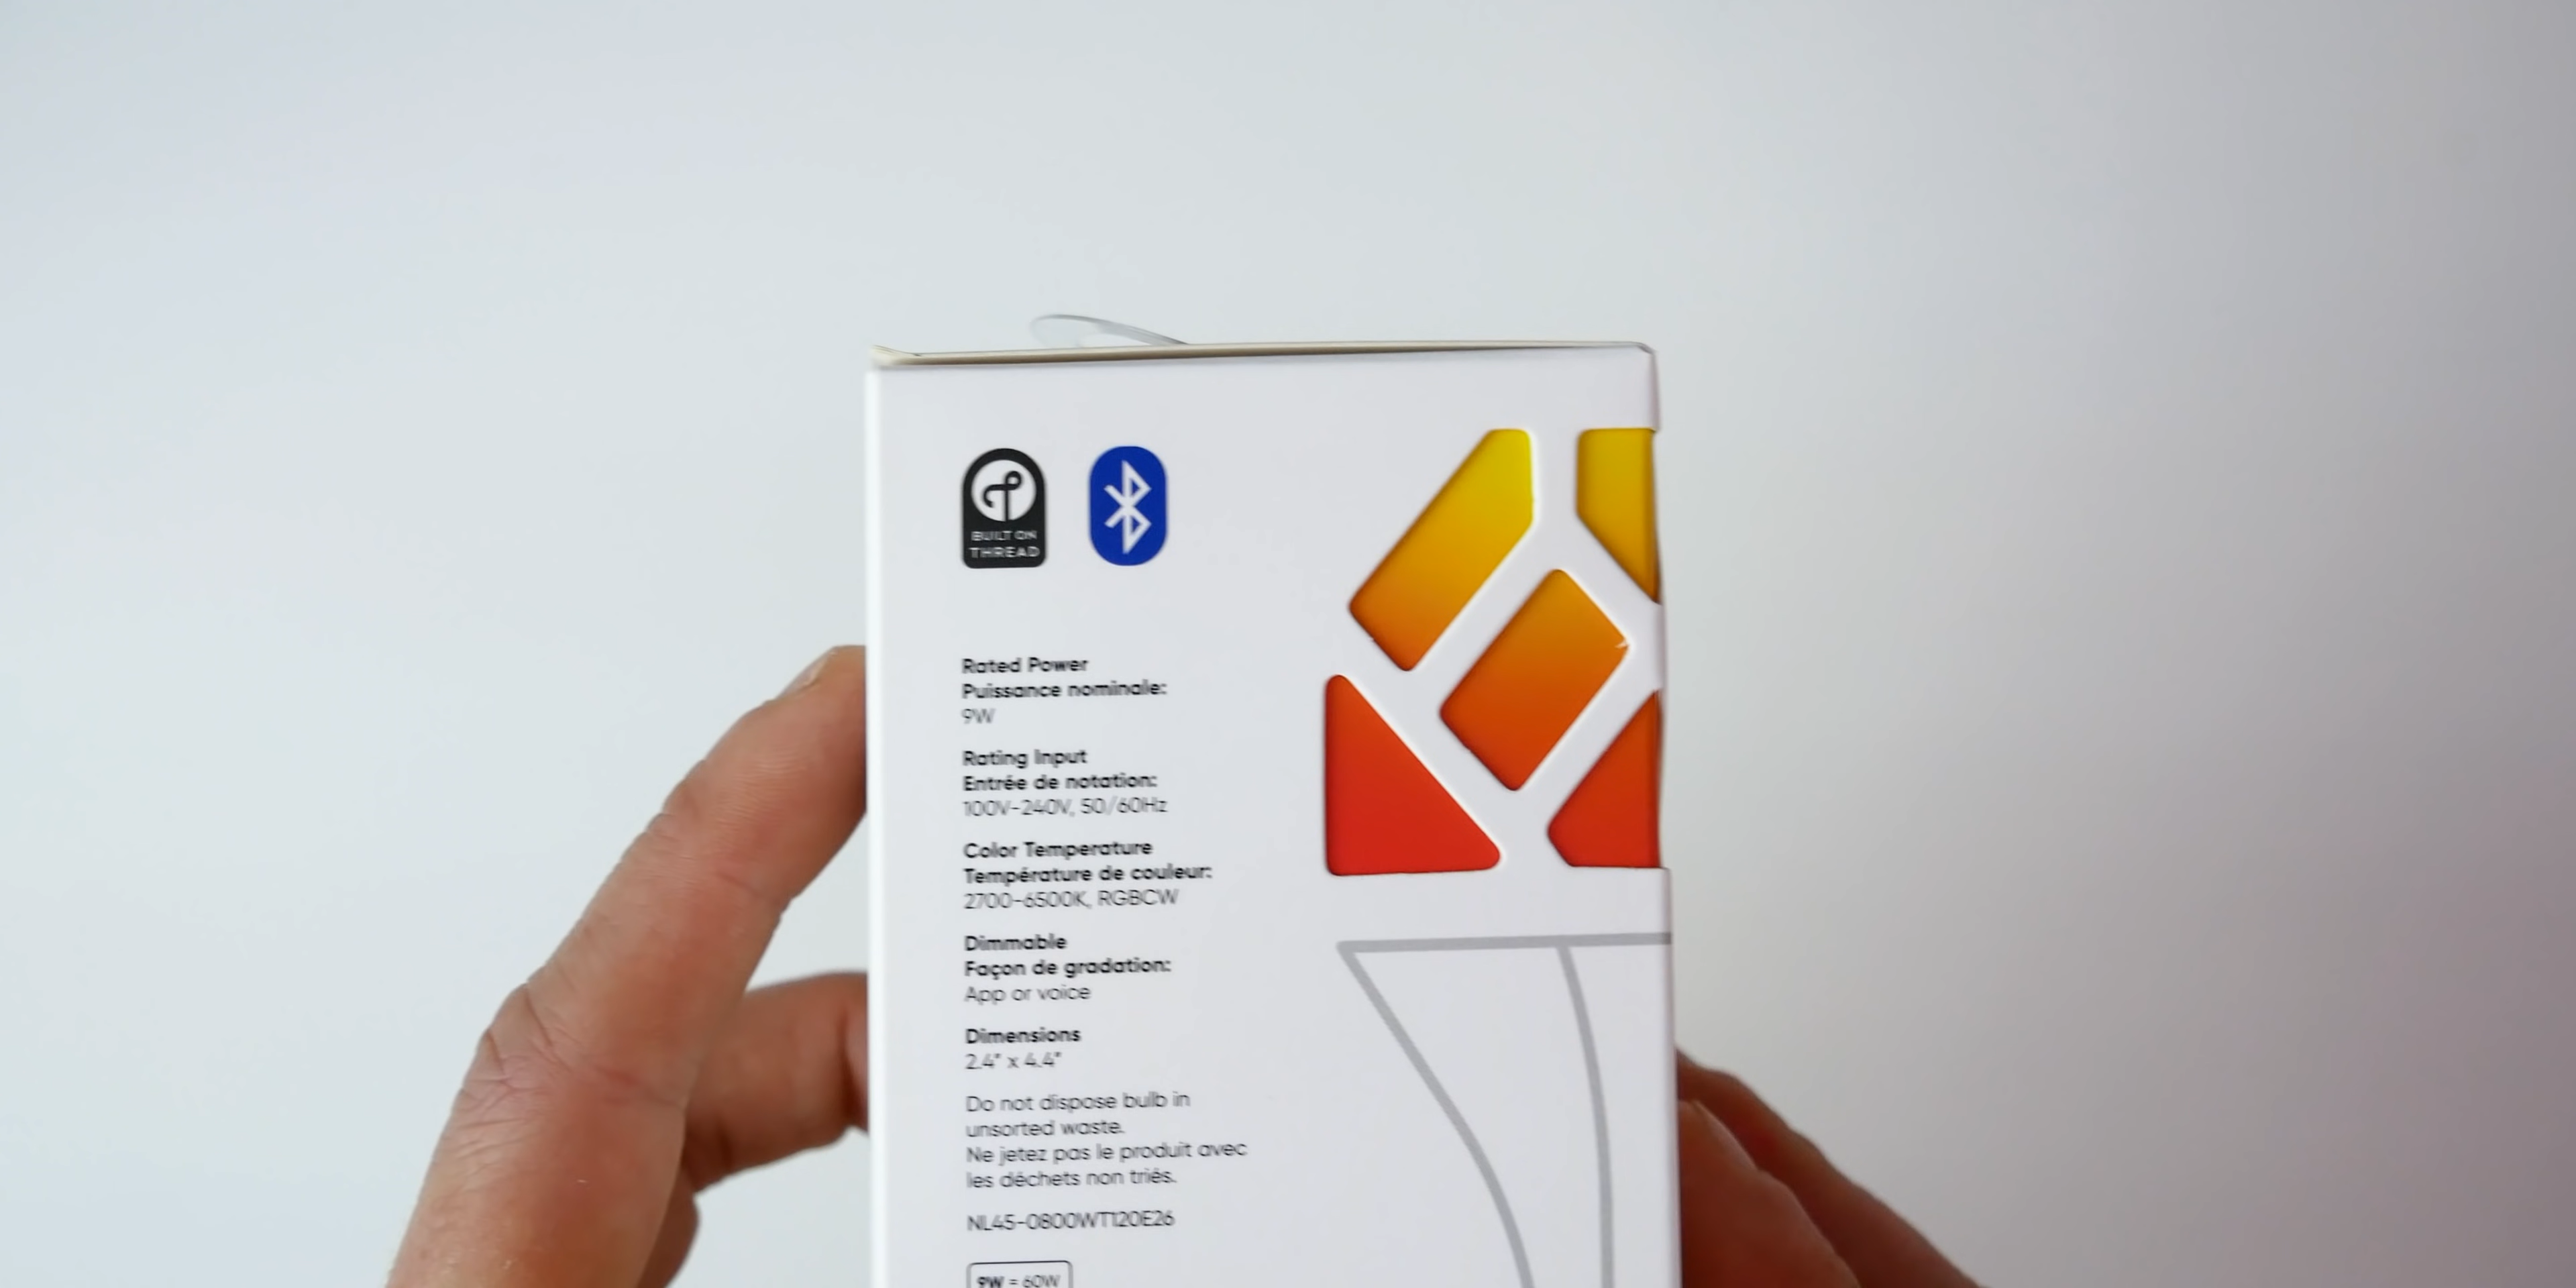 BUILT ON
THREAD
Rated Power
Puissance nominale:
9W
Rating Input
Entrée de notation:
100V-240V, 50/60Hz
Color Temperature
Température de couleur:
2700-6500K, RGBCW
Dimmable
Façon de gradation:
App or voice
Dimensions
2.4" x 4.4"
Do not dispose bulb in
unsorted waste.
Ne jetez pas le produit avec
les déchets non triés.
NL45-0800WT120E26
9W = 60W